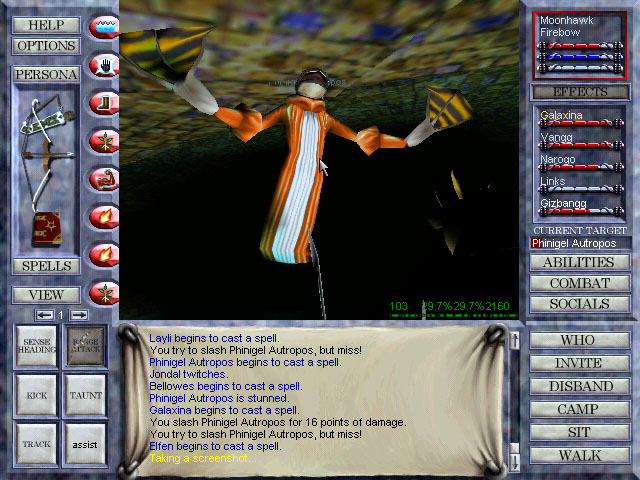 HELP
OPTIONS
PERSONA
SPELLS
VIEW
1
SENSE
HEADING
RANGE
ATTACK
KICK
TAUNT
TRACK
assist
Phinigel Autropos
103 29.7%29.7%2160
Layli begins to cast a spell.
You try to slash Phinigel Autropos, but miss!
Phinigel Autropos begins to cast a spell.
Jondal twitches.
Bellowes begins to cast a spell.
Phinigel Autropos is stunned.
Galaxina begins to cast a spell.
You slash Phinigel Autropos for 16 points of damage.
You try to slash Phinigel Autropos, but miss!
Elfen begins to cast a spell.
Taking a screenshot...
Moonhawk
Firebow
EFFECTS
Galaxina
Yangg
Narogo
Links
Gizbangg
CURRENT TARGET
Phinigel Autropos
ABILITIES
COMBAT
SOCIALS
WHO
INVITE
DISBAND
CAMP
SIT
WALK